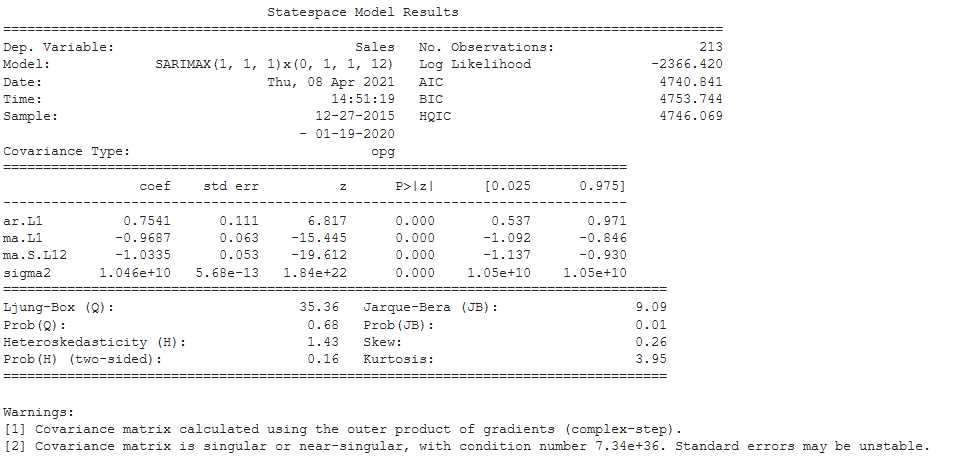 Statespace Model Results
==============================================================================
Dep. Variable: Sales No. Observations: 213
Model: SARIMAX(1, 1, 1)x(0, 1, 1, 12) Log Likelihood -2366.420
Date: Thu, 08 Apr 2021 AIC 4740.841
Time: 14:51:19 BIC 4753.744
Sample: 12-27-2015 HQIC 4746.069
- 01-19-2020
Covariance Type: opg
==============================================================================
coef std err z P>|z| [0.025 0.975]
------------------------------------------------------------------------------
ar.L1 0.7541 0.111 6.817 0.000 0.537 0.971
ma.L1 -0.9687 0.063 -15.445 0.000 -1.092 -0.846
ma.S.L12 -1.0335 0.053 -19.612 0.000 -1.137 -0.930
sigma2 1.046e+10 5.68e-13 1.84e+22 0.000 1.05e+10 1.05e+10
==============================================================================
Ljung-Box (Q): 35.36 Jarque-Bera (JB): 9.09
Prob(Q): 0.68 Prob(JB): 0.01
Heteroskedasticity (H): 1.43 Skew: 0.26
Prob(H) (two-sided): 0.16 Kurtosis: 3.95
==============================================================================
Warnings:
[1] Covariance matrix calculated using the outer product of gradients (complex-step).
[2] Covariance matrix is singular or near-singular, with condition number 7.34e+36. Standard errors may be unstable.